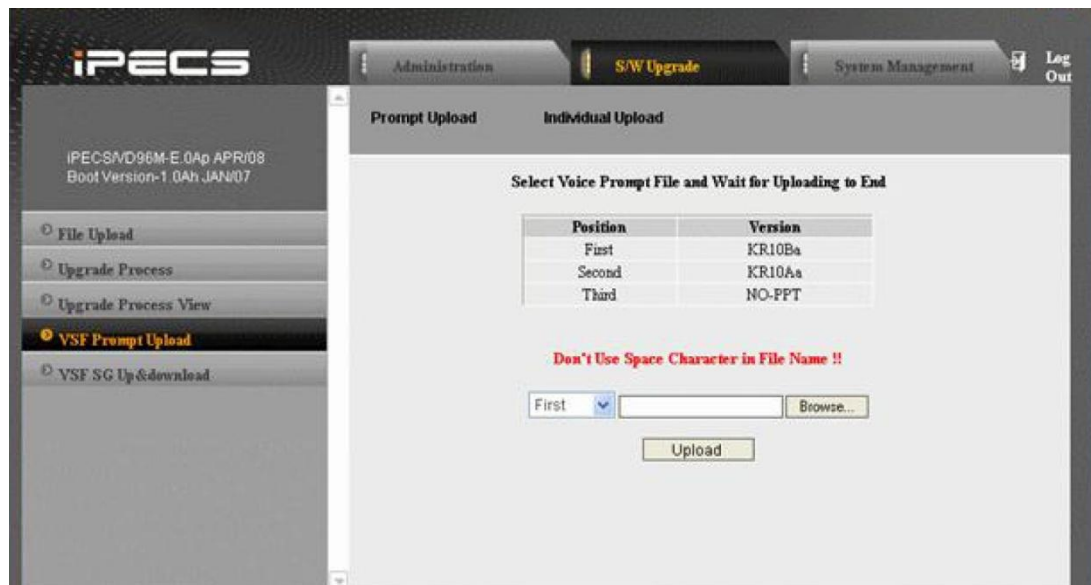 iPECS
Administration
S/W Upgrade
System Management
Log
Out
iPECS/VD96M-E.0Ap APR/08
Boot Version-1.0Ah JAN/07
File Upload
Upgrade Process
Upgrade Process View
VSF Prompt Upload
VSF SG Up&download
Prompt Upload Individual Upload
Select Voice Prompt File and Wait for Uploading to End
Position Version
First KR10Ba
Second KR10Aa
Third NO-PPT
Don't Use Space Character in File Name !!
First Browse...
Upload